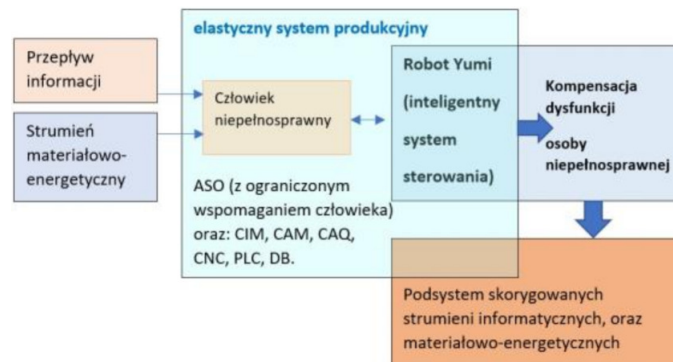 elastyczny system produkcyjny
Przepływ
informacji
Strumień
materiałowo-
energetyczny
Człowiek
niepełnosprawny
Robot Yumi
(inteligentny
system
sterowania)
Kompensacja
dysfunkcji
osoby
niepełnosprawnej
ASO (z ograniczonym
wspomaganiem człowieka)
oraz: CIM, CAM, CAQ,
CNC, PLC, DB.
Podsystem skorygowanych
strumieni informatycznych, oraz
materiałowo-energetycznych